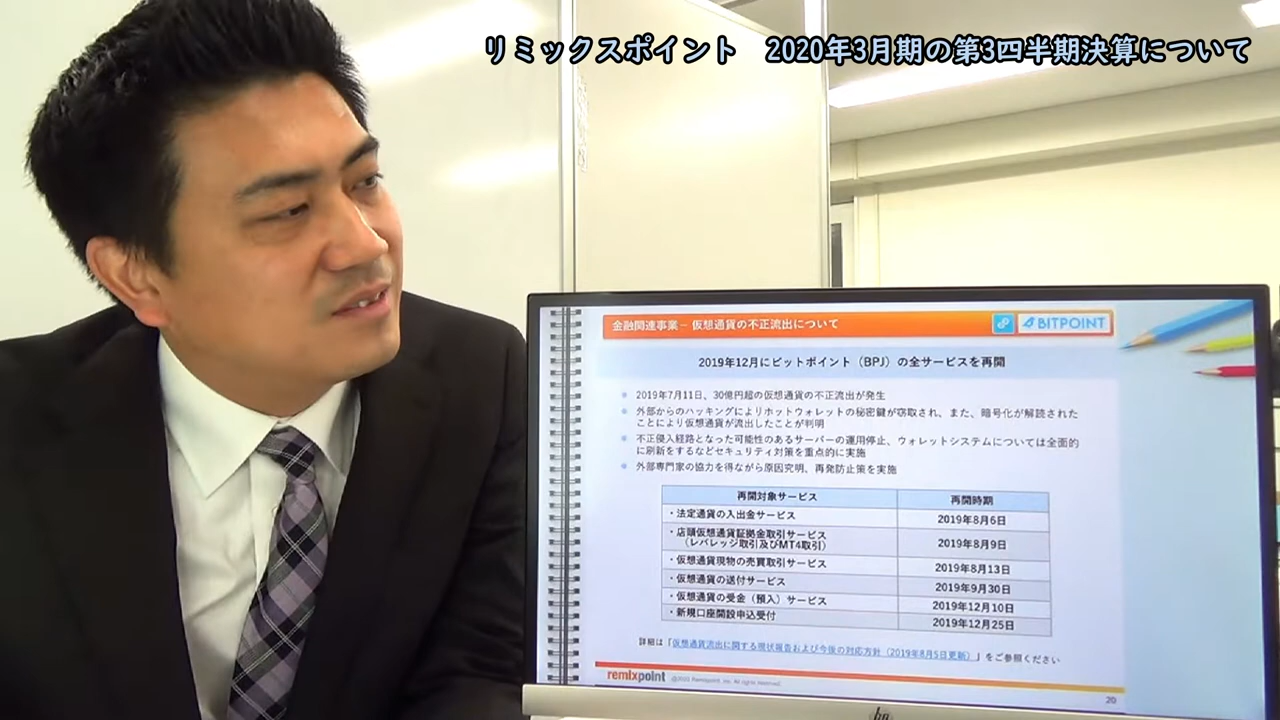 リミックスポイント　2020年3月期の第3四半期決算について
金融関連事業 – 仮想通貨の不正流出について
BITPOINT
2019年12月にビットポイント（BPJ）の全サービスを再開
2019年7月11日、30億円超の仮想通貨の不正流出が発生
外部からのハッキングによりホットウォレットの秘密鍵が窃取され、また、暗号化が解読された
ことにより仮想通貨が流出したことが判明
不正侵入経路となった可能性のあるサーバーの運用停止、ウォレットシステムについては全面的
に刷新をするなどセキュリティ対策を重点的に実施
外部専門家の協力を得ながら原因究明、再発防止策を実施
再開対象サービス 再開時期
・法定通貨の入出金サービス 2019年8月6日
・店頭仮想通貨証拠金取引サービス
（レバレッジ取引及びMT4取引） 2019年8月9日
・仮想通貨現物の売買取引サービス 2019年8月13日
・仮想通貨の送付サービス 2019年9月30日
・仮想通貨の受金（預入）サービス 2019年12月10日
・新規口座開設申込受付 2019年12月25日
詳細は「仮想通貨流出に関する現状報告および今後の対応方針（2019年8月5日更新）」をご参照ください
remixpoint Remixpoint, Inc. All rights reserved.
20
hp